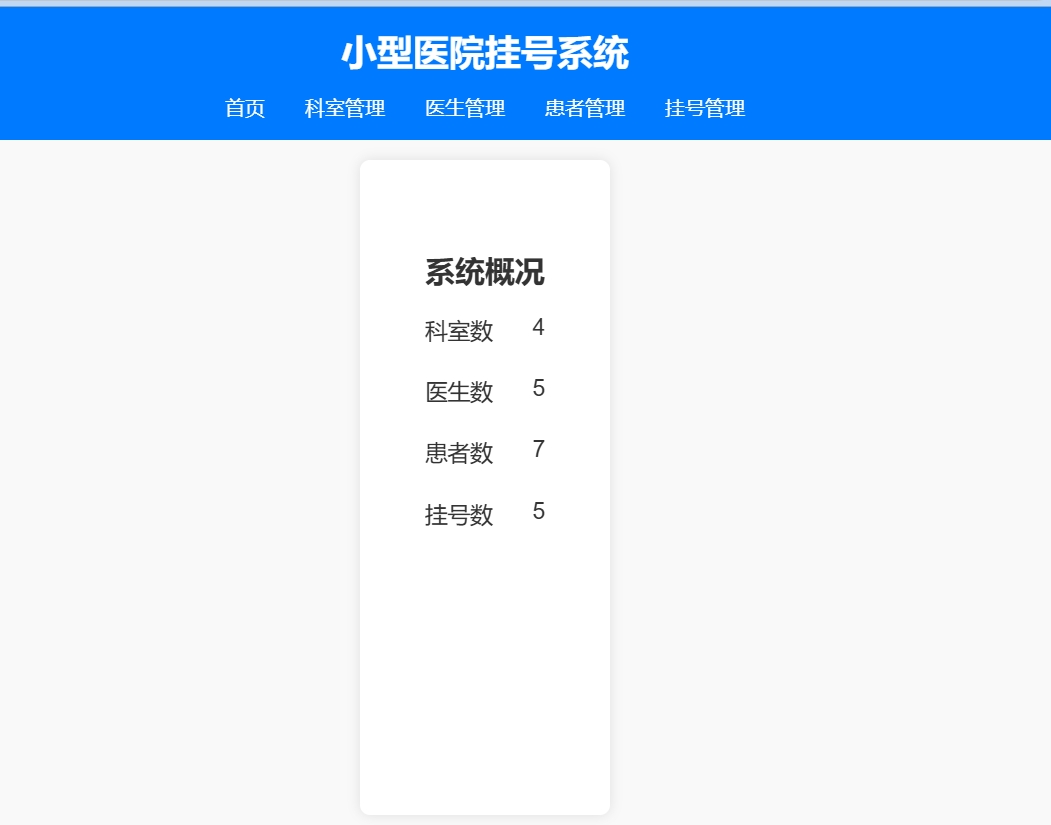 小型医院挂号系统
首页 科室管理 医生管理 患者管理 挂号管理
系统概况
科室数 4
医生数 5
患者数 7
挂号数 5